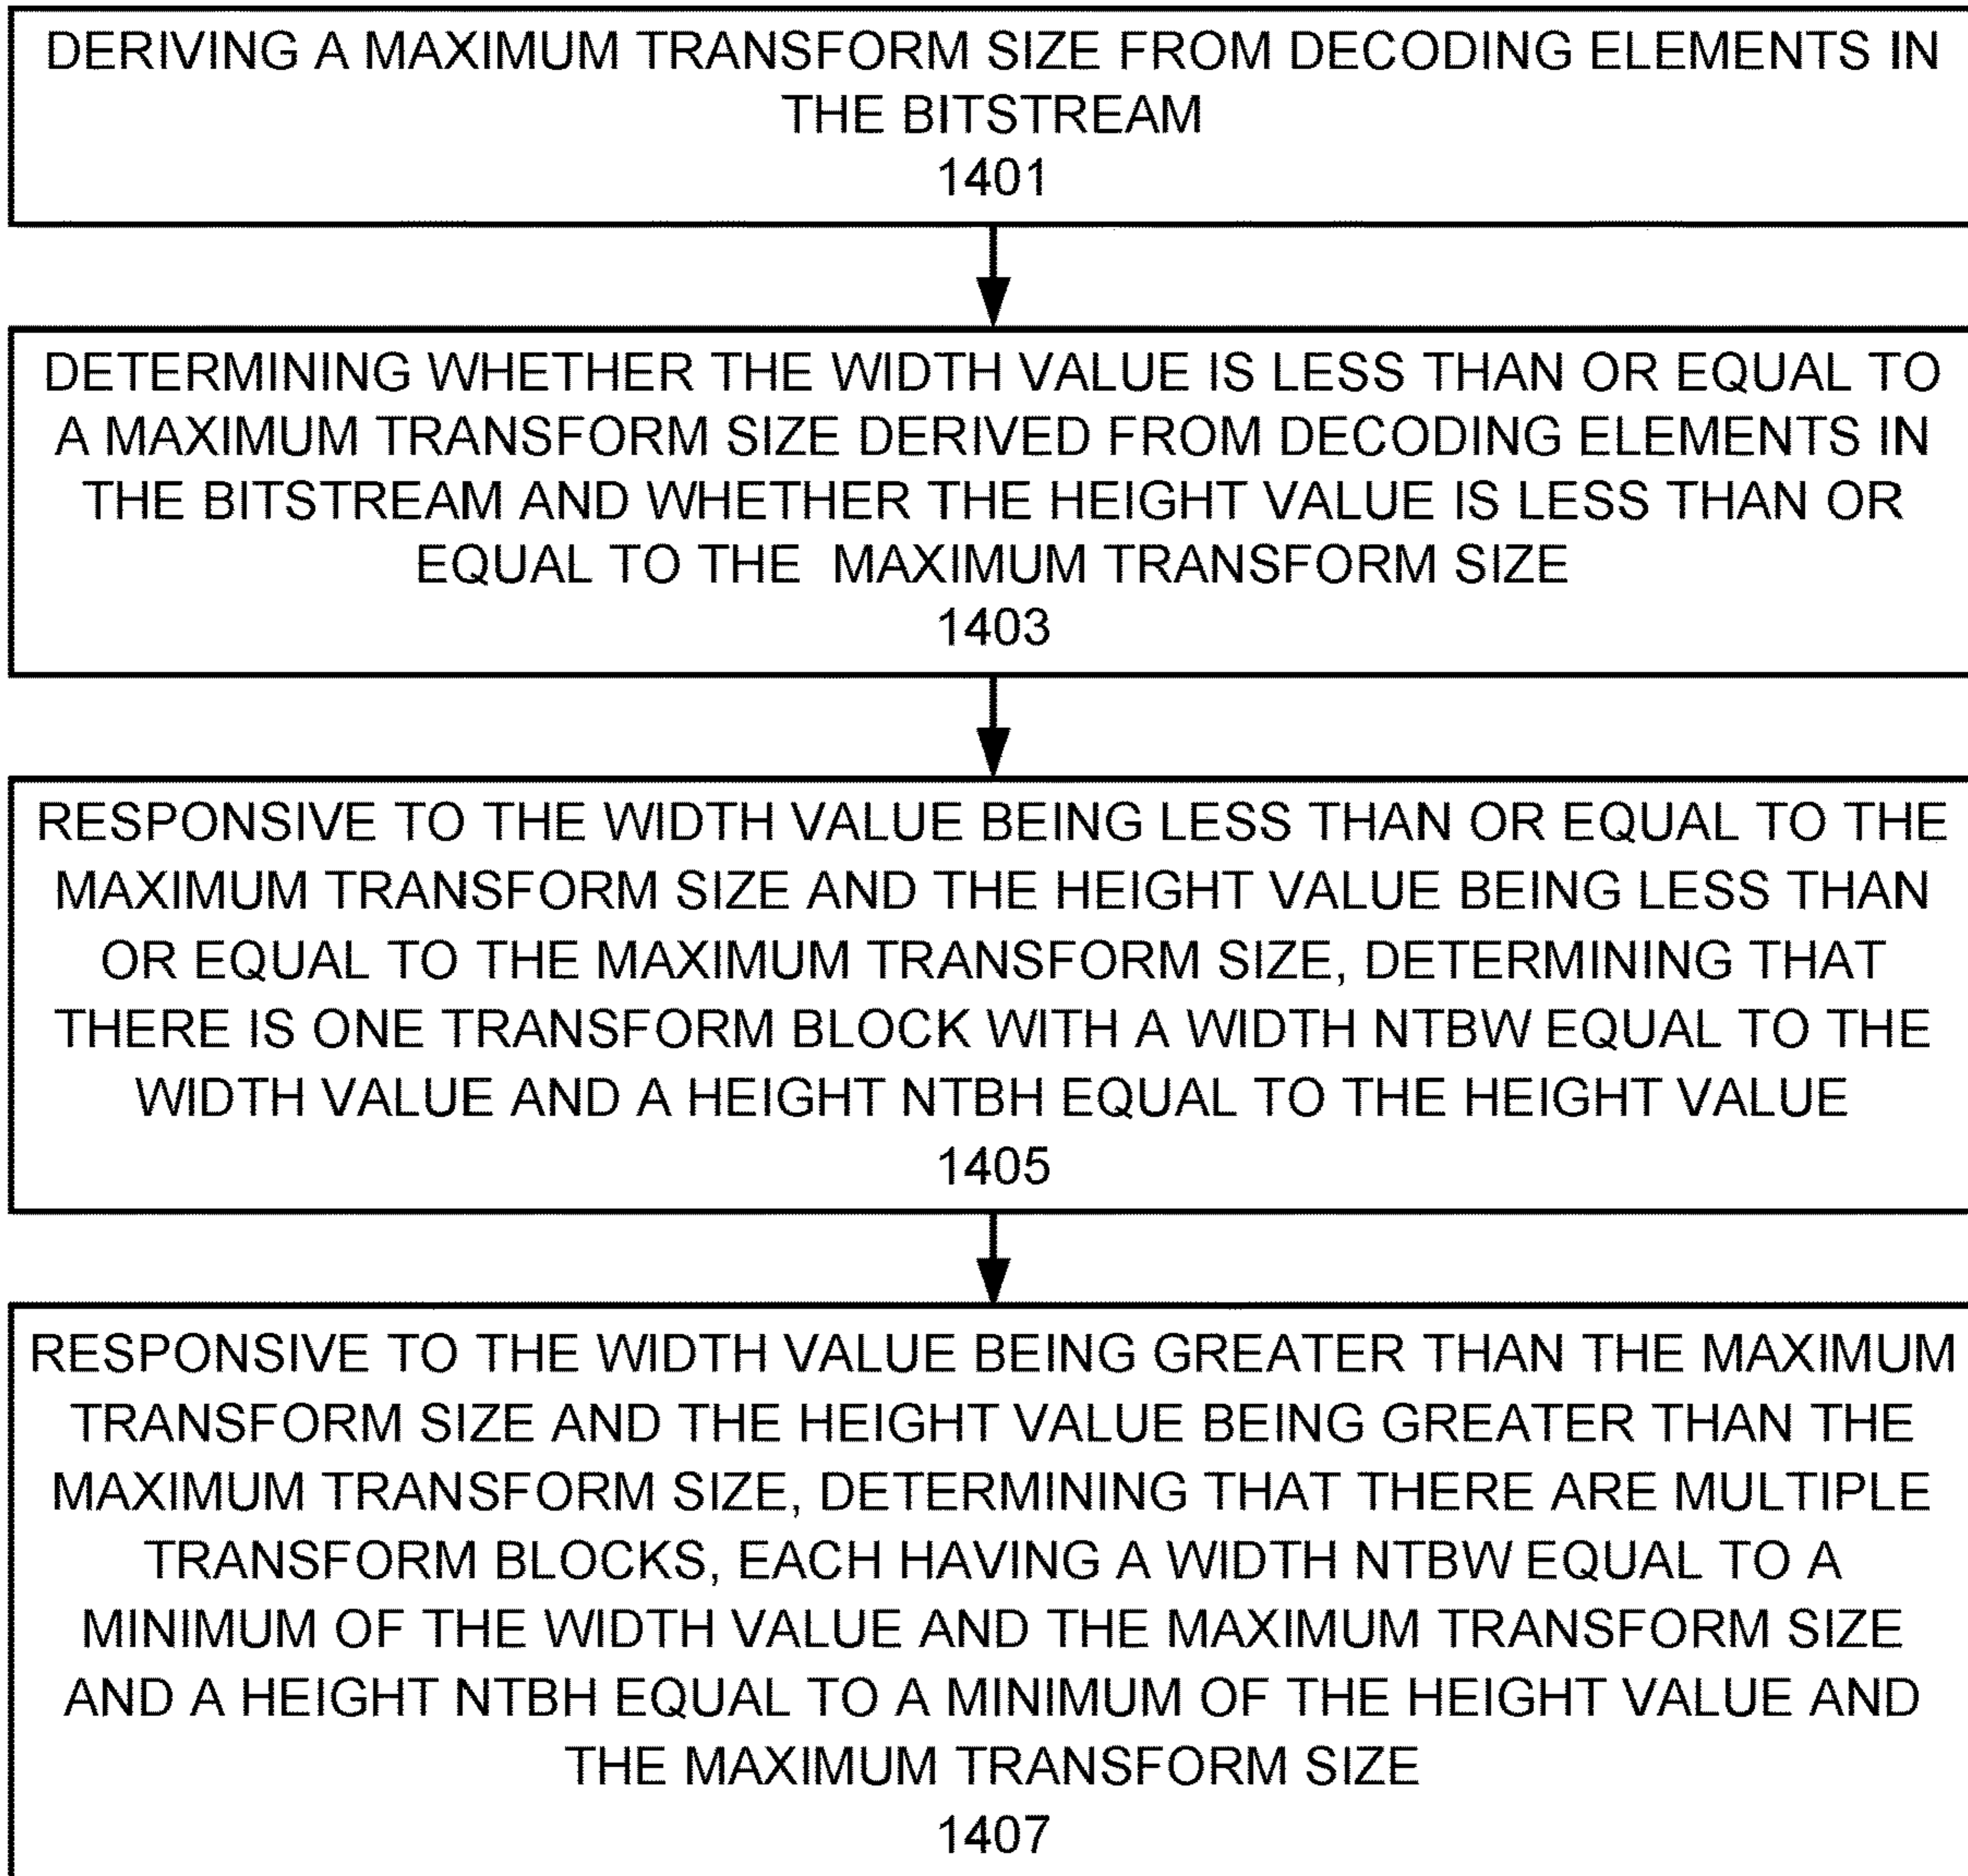 DERIVING A MAXIMUM TRANSFORM SIZE FROM DECODING ELEMENTS IN
THE BITSTREAM
1401
DETERMINING WHETHER THE WIDTH VALUE IS LESS THAN OR EQUAL TO
A MAXIMUM TRANSFORM SIZE DERIVED FROM DECODING ELEMENTS IN
THE BITSTREAM AND WHETHER THE HEIGHT VALUE IS LESS THAN OR
EQUAL TO THE MAXIMUM TRANSFORM SIZE
1403
RESPONSIVE TO THE WIDTH VALUE BEING LESS THAN OR EQUAL TO THE
MAXIMUM TRANSFORM SIZE AND THE HEIGHT VALUE BEING LESS THAN
OR EQUAL TO THE MAXIMUM TRANSFORM SIZE, DETERMINING THAT
THERE IS ONE TRANSFORM BLOCK WITH A WIDTH NTBW EQUAL TO THE
WIDTH VALUE AND A HEIGHT NTBH EQUAL TO THE HEIGHT VALUE
1405
RESPONSIVE TO THE WIDTH VALUE BEING GREATER THAN THE MAXIMUM
TRANSFORM SIZE AND THE HEIGHT VALUE BEING GREATER THAN THE
MAXIMUM TRANSFORM SIZE, DETERMINING THAT THERE ARE MULTIPLE
TRANSFORM BLOCKS, EACH HAVING A WIDTH NTBW EQUAL TO A
MINIMUM OF THE WIDTH VALUE AND THE MAXIMUM TRANSFORM SIZE
AND A HEIGHT NTBH EQUAL TO A MINIMUM OF THE HEIGHT VALUE AND
THE MAXIMUM TRANSFORM SIZE
1407